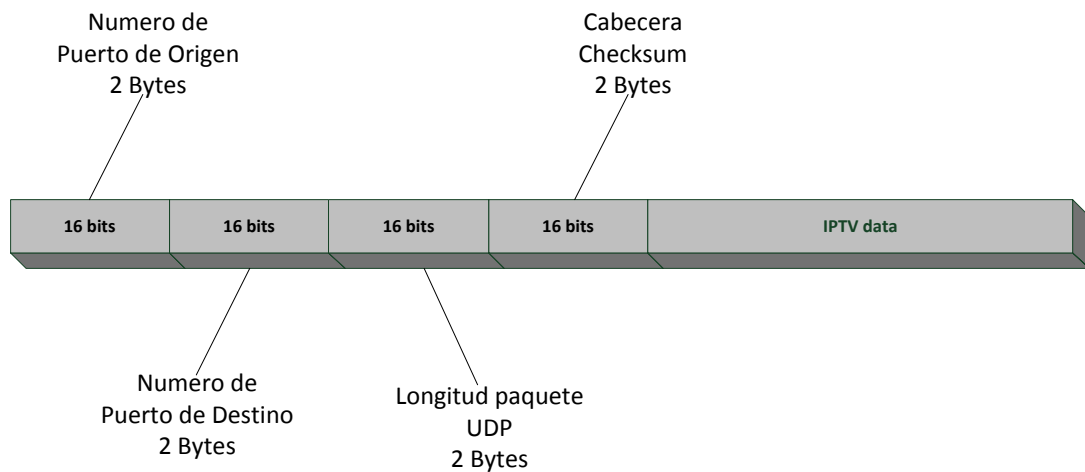 Numero de
Puerto de Origen
2 Bytes
Cabecera
Checksum
2 Bytes
16 bits
16 bits
16 bits
16 bits
IPTV data
Numero de
Puerto de Destino
2 Bytes
Longitud paquete
UDP
2 Bytes